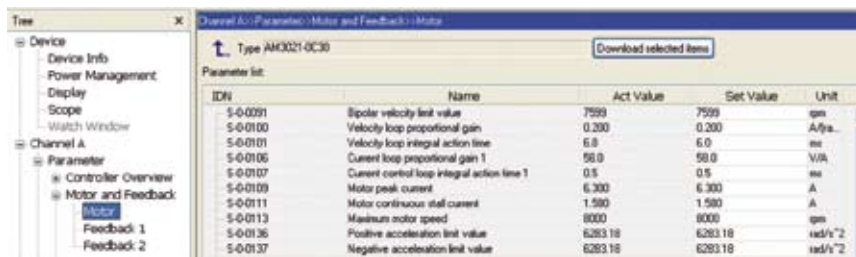 Tree ×
Device
Device Info
Power Management
Display
Scope
Watch Window
Channel A
Parameter
Controller Overview
Motor and Feedback
Motor
Feedback 1
Feedback 2
Channel A>>Parameter>>Motor and Feedback>>Motor
Type AM3021-0C30
Download selected items
Parameter list:
IDN Name Act Value Set Value Unit
S-0-0091 Bipolar velocity limit value 7599 7599 rpm
S-0-0100 Velocity loop proportional gain 0.200 0.200
S-0-0101 Velocity loop integral action time 6.0 6.0 ms
S-0-0106 Current loop proportional gain 1 58.0 58.0 V/A
S-0-0107 Current control loop integral action time 1 0.5 0.5 ms
S-0-0109 Motor peak current 6.300 6.300 A
S-0-0111 Motor continuous stall current 1.580 1.580 A
S-0-0113 Maximum motor speed 8000 8000 rpm
S-0-0136 Positive acceleration limit value 6283.18 6283.18 rad/s^2
S-0-0137 Negative acceleration limit value 6283.18 6283.18 rad/s^2